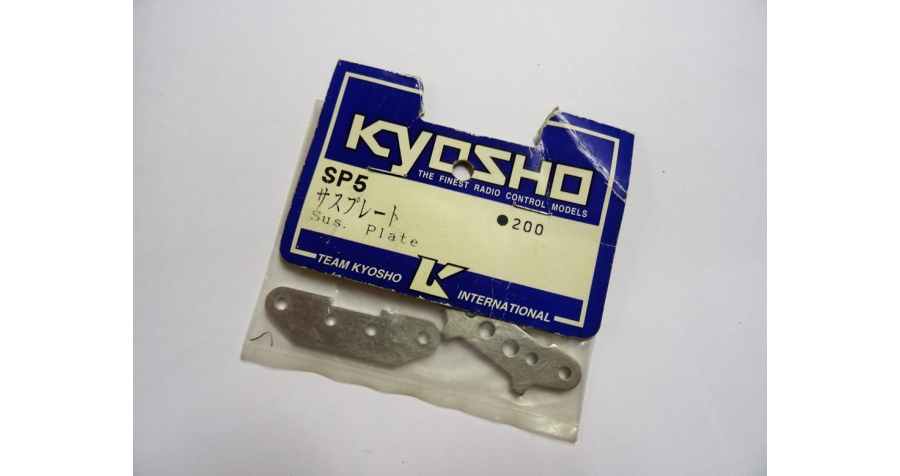 KYOSHO
THE FINEST RADIO CONTROL MODELS
SP5
サスプレート
Sus. Plate
●200
TEAM KYOSHO K INTERNATIONAL